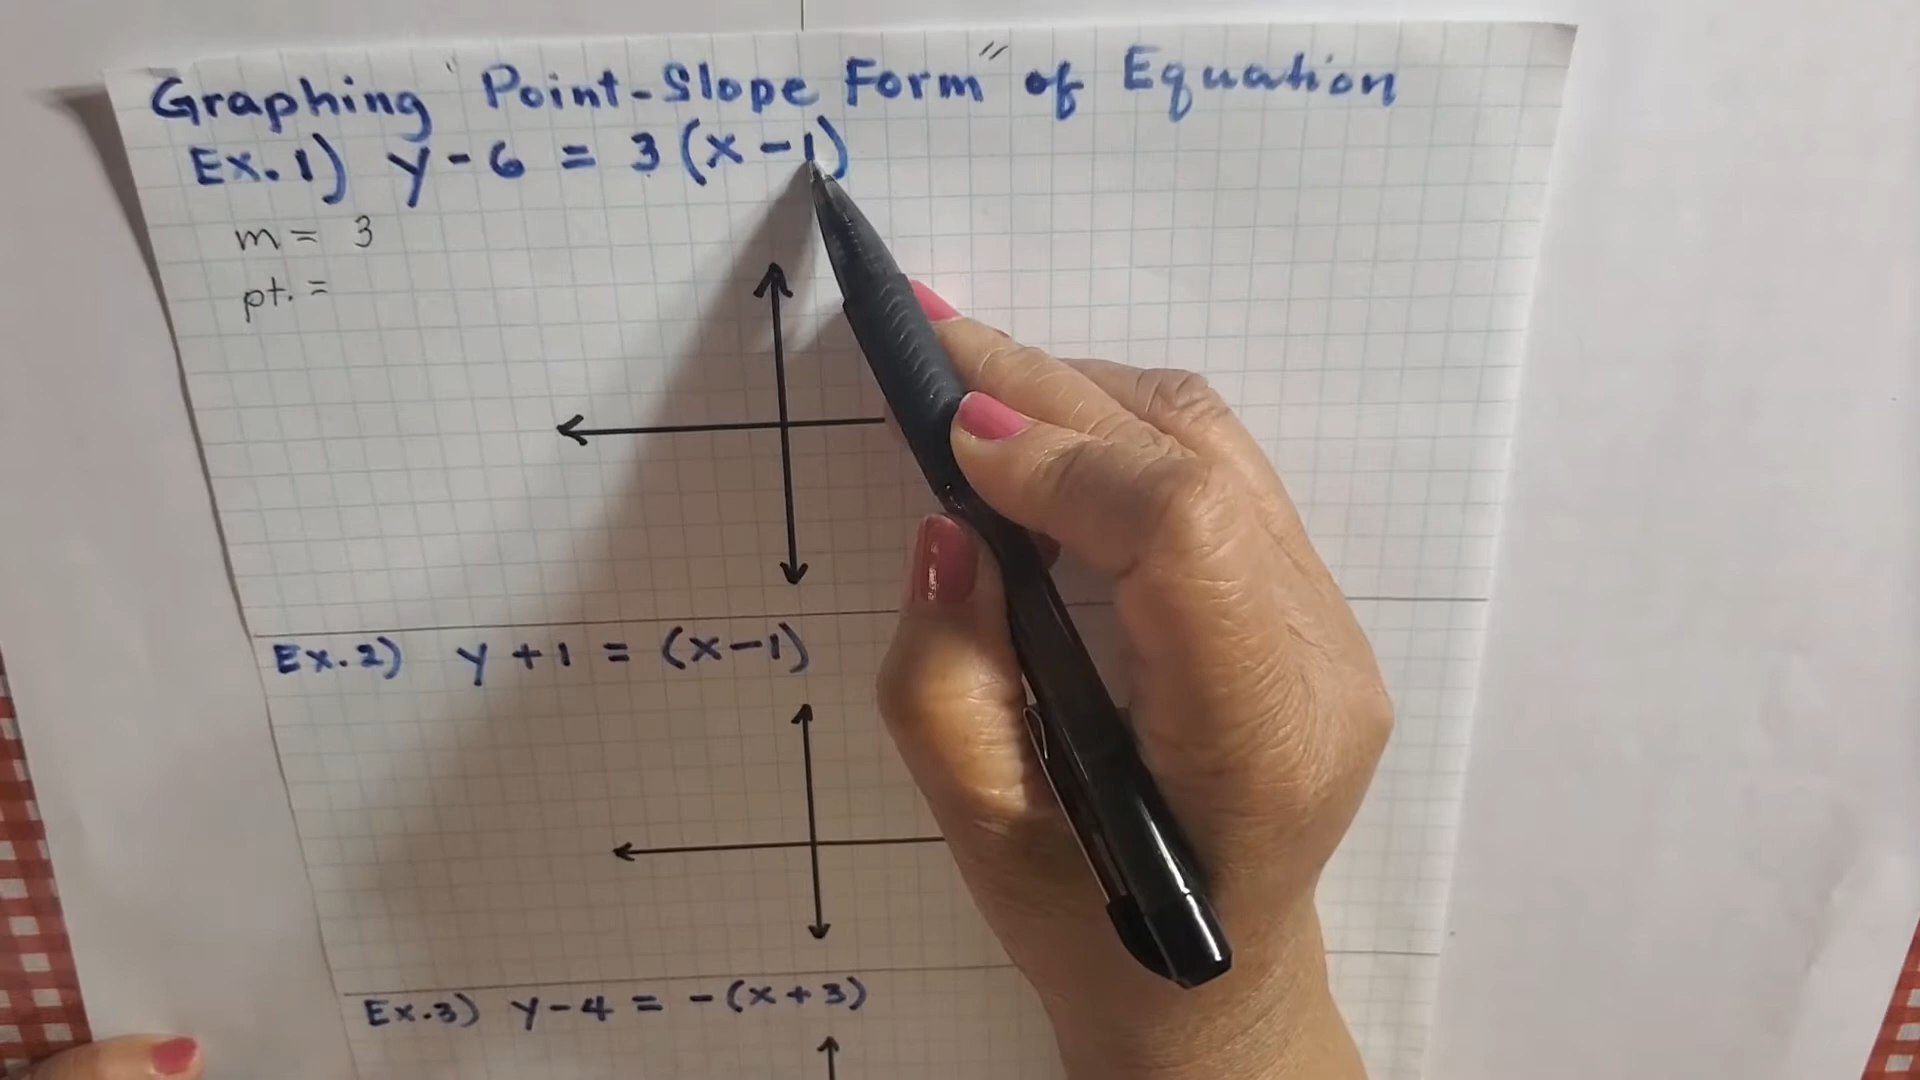 Graphing "Point-Slope Form" of Equation
Ex.1) y - 6 = 3(x - 1)
m = 3
pt. =
Ex.2) y + 1 = (x - 1)
Ex.3) y - 4 = -(x + 3)